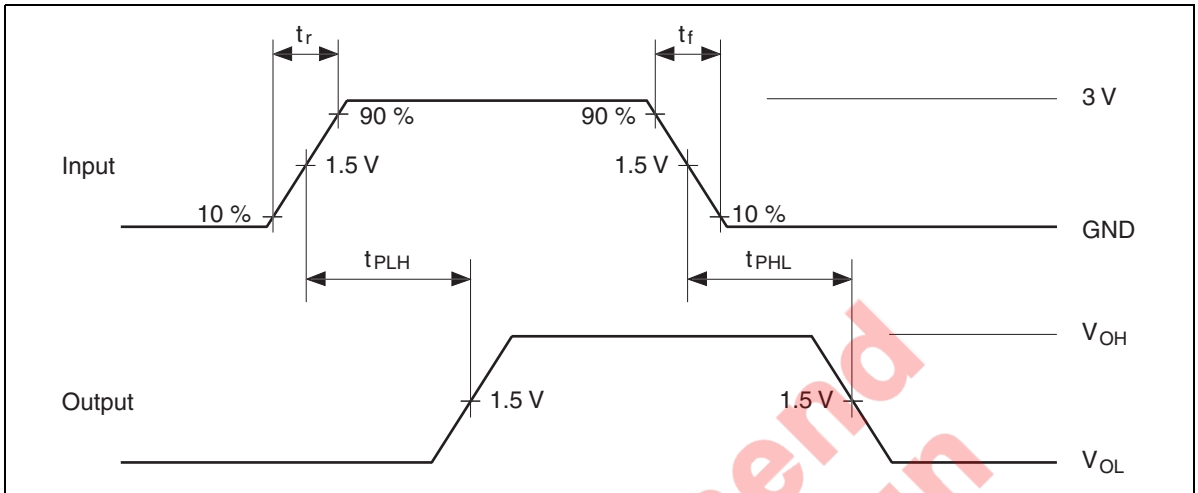 tr
tf
3 V
90 %
90 %
Input
1.5 V
1.5 V
10 %
10 %
GND
tPLH
tPHL
VOH
Output
1.5 V
1.5 V
VOL